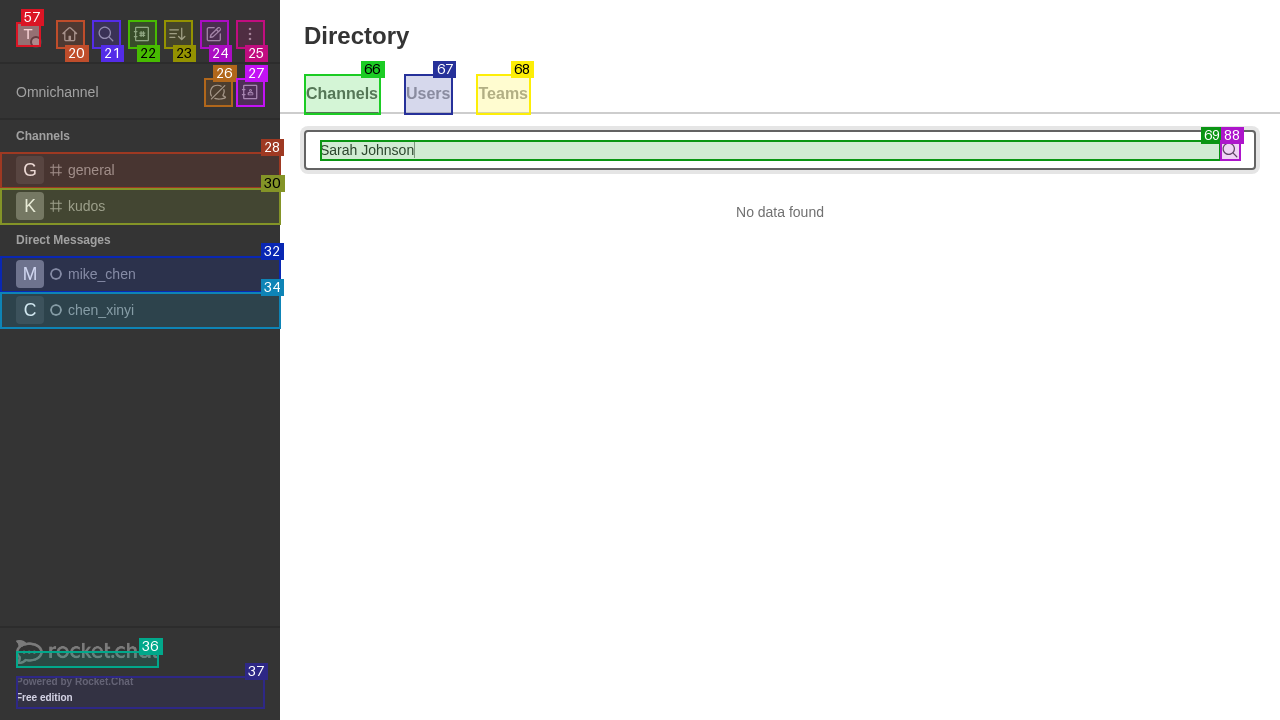 57
T
20
21
22
23
24
25
Omnichannel
26
27
Channels
28
G general
30
K kudos
Direct Messages
32
M mike_chen
34
C chen_xinyi
36
rocket.chat
37
Powered by Rocket.Chat
Free edition
Directory
66
67
68
Channels
Users
Teams
69
88
Sarah Johnson
No data found